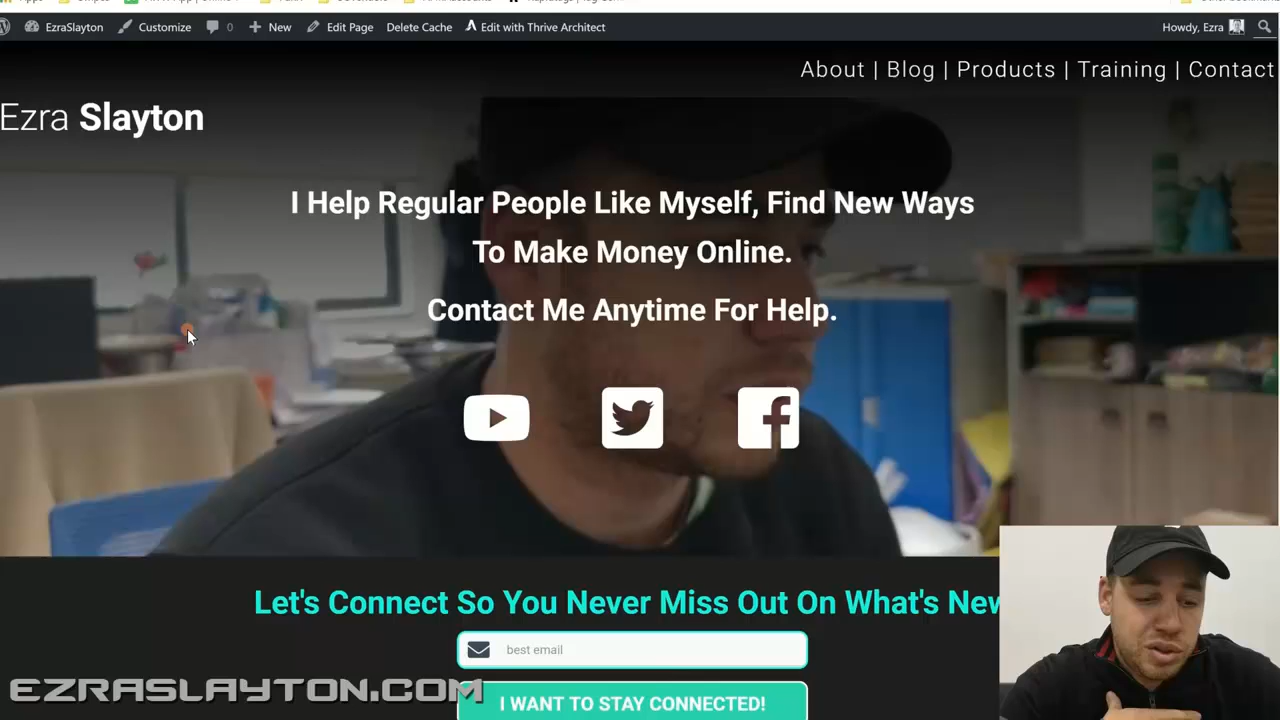 EzraSlayton Customize 0 New Edit Page Delete Cache Edit with Thrive Architect Howdy, Ezra
About | Blog | Products | Training | Contact
Ezra Slayton
I Help Regular People Like Myself, Find New Ways
To Make Money Online.
Contact Me Anytime For Help.
Let's Connect So You Never Miss Out On What's New
best email
I WANT TO STAY CONNECTED!
EZRASLAYTON.COM